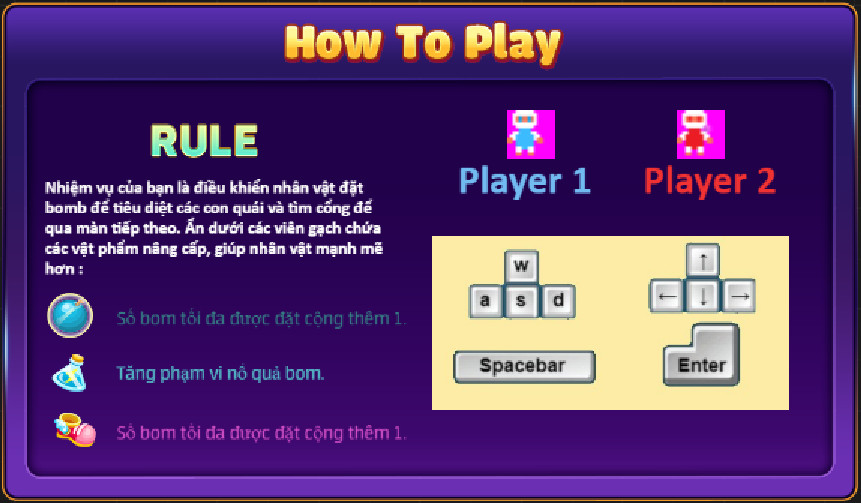 How To Play
RULE
Nhiệm vụ của bạn là điều khiển nhân vật đặt
bomb để tiêu diệt các con quái và tìm cổng để
qua màn tiếp theo. Ẩn dưới các viên gạch chứa
các vật phẩm nâng cấp, giúp nhân vật mạnh mẽ
hơn :
Số bom tối đa được đặt cộng thêm 1.
Tăng phạm vi nổ quả bom.
Số bom tối đa được đặt cộng thêm 1.
Player 1
Player 2
w
a s d
Spacebar
↑
← ↓ →
Enter